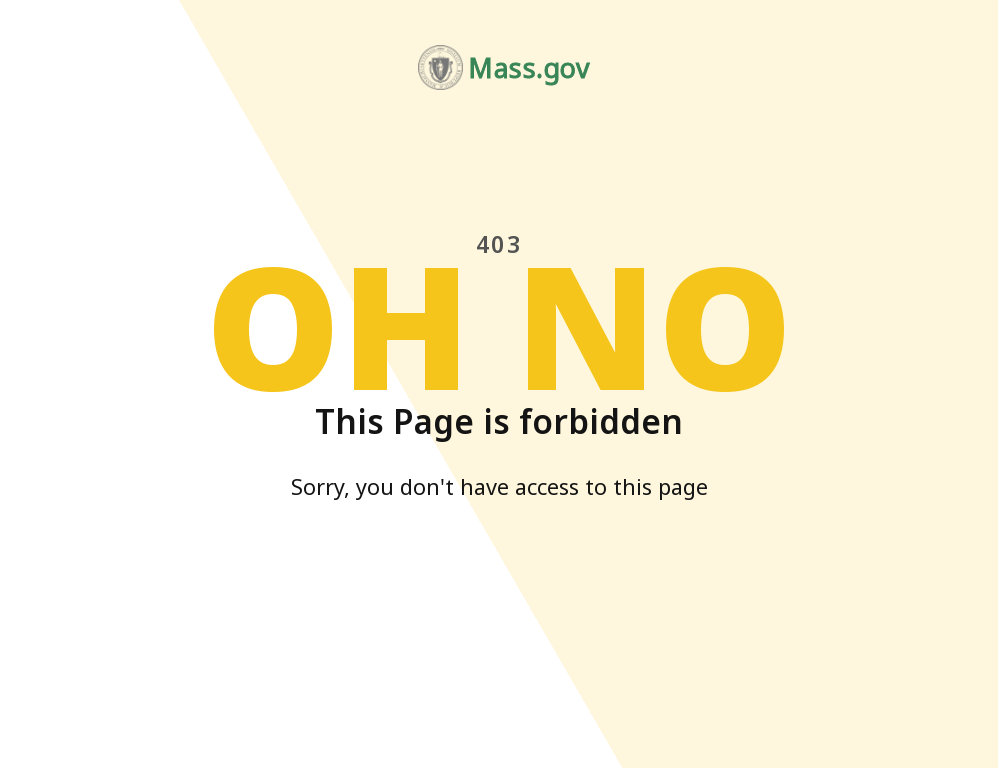 Mass.gov
403
OH NO
This Page is forbidden
Sorry, you don't have access to this page